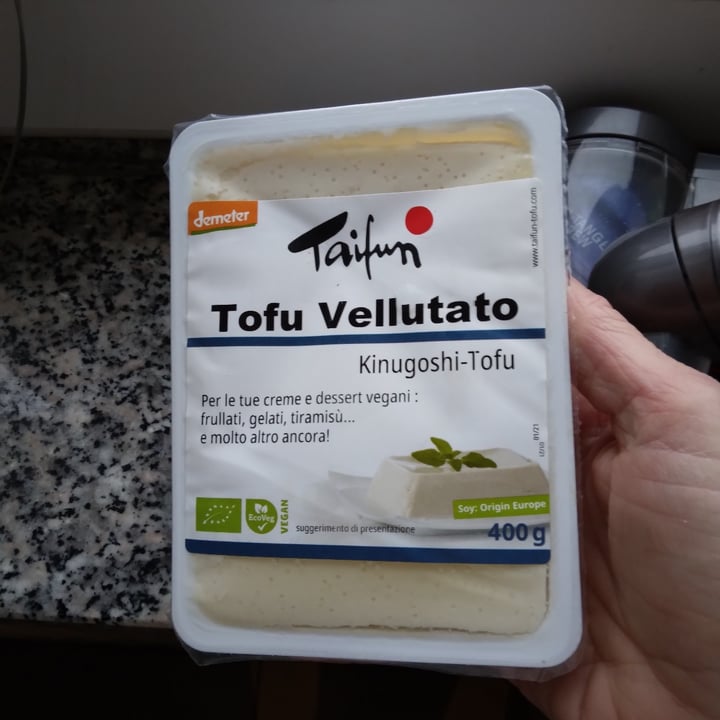 demeter
Taifun
www.taifun-tofu.com
Tofu Vellutato
Kinugoshi-Tofu
Per le tue creme e dessert vegani :
frullati, gelati, tiramisù...
e molto altro ancora!
EcoVeg
VEGAN
suggerimento di presentazione
Soy: Origin Europe
400 g